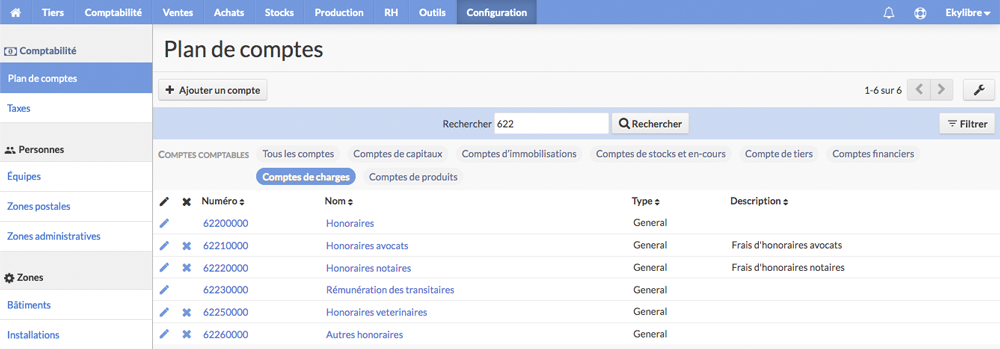 Tiers Comptabilité Ventes Achats Stocks Production RH Outils Configuration Ekylibre
Comptabilité
Plan de comptes
Taxes
Personnes
Équipes
Zones postales
Zones administratives
Zones
Bâtiments
Installations
Plan de comptes
Ajouter un compte 1-6 sur 6
Rechercher 622 Rechercher Filtrer
COMPTES COMPTABLES Tous les comptes Comptes de capitaux Comptes d'immobilisations Comptes de stocks et en-cours Compte de tiers Comptes financiers
Comptes de charges Comptes de produits
Numéro Nom Type Description
62200000 Honoraires General
62210000 Honoraires avocats General Frais d'honoraires avocats
62220000 Honoraires notaires General Frais d'honoraires notaires
62230000 Rémunération des transitaires General
62250000 Honoraires veterinaires General
62260000 Autres honoraires General